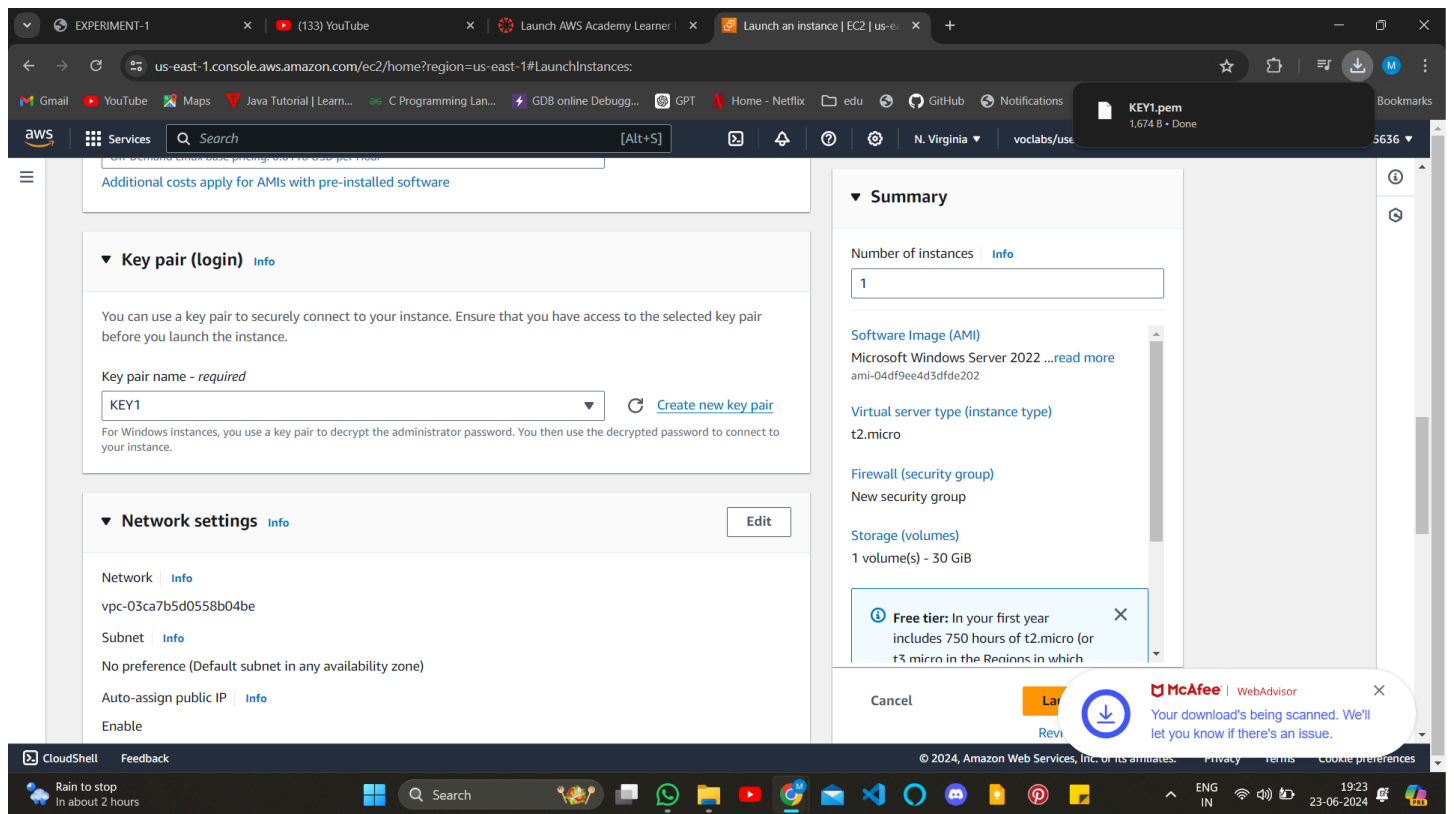 EXPERIMENT-1
(133) YouTube
Launch AWS Academy Learner
Launch an instance | EC2 | us-ea
us-east-1.console.aws.amazon.com/ec2/home?region=us-east-1#LaunchInstances:
M
Gmail YouTube Maps Java Tutorial | Learn... C Programming Lan... GDB online Debugg... GPT Home - Netflix edu GitHub Notifications Bookmarks
KEY1.pem
1,674 B • Done
aws Services Search [Alt+S] N. Virginia voclabs/use 5636
Additional costs apply for AMIs with pre-installed software
Key pair (login) Info
You can use a key pair to securely connect to your instance. Ensure that you have access to the selected key pair
before you launch the instance.
Key pair name - required
KEY1
Create new key pair
For Windows instances, you use a key pair to decrypt the administrator password. You then use the decrypted password to connect to
your instance.
Network settings Info
Edit
Network Info
vpc-03ca7b5d0558b04be
Subnet Info
No preference (Default subnet in any availability zone)
Auto-assign public IP Info
Enable
Summary
Number of instances Info
1
Software Image (AMI)
Microsoft Windows Server 2022 ...read more
ami-04df9ee4d3dfde202
Virtual server type (instance type)
t2.micro
Firewall (security group)
New security group
Storage (volumes)
1 volume(s) - 30 GiB
Free tier: In your first year
includes 750 hours of t2.micro (or
t3.micro in the Regions in which
Cancel
McAfee | WebAdvisor
Your download's being scanned. We'll
let you know if there's an issue.
CloudShell Feedback © 2024, Amazon Web Services, Inc. or its affiliates. Privacy Terms Cookie preferences
Rain to stop
In about 2 hours
Search
M
PRE
ENG
IN
19:23
23-06-2024